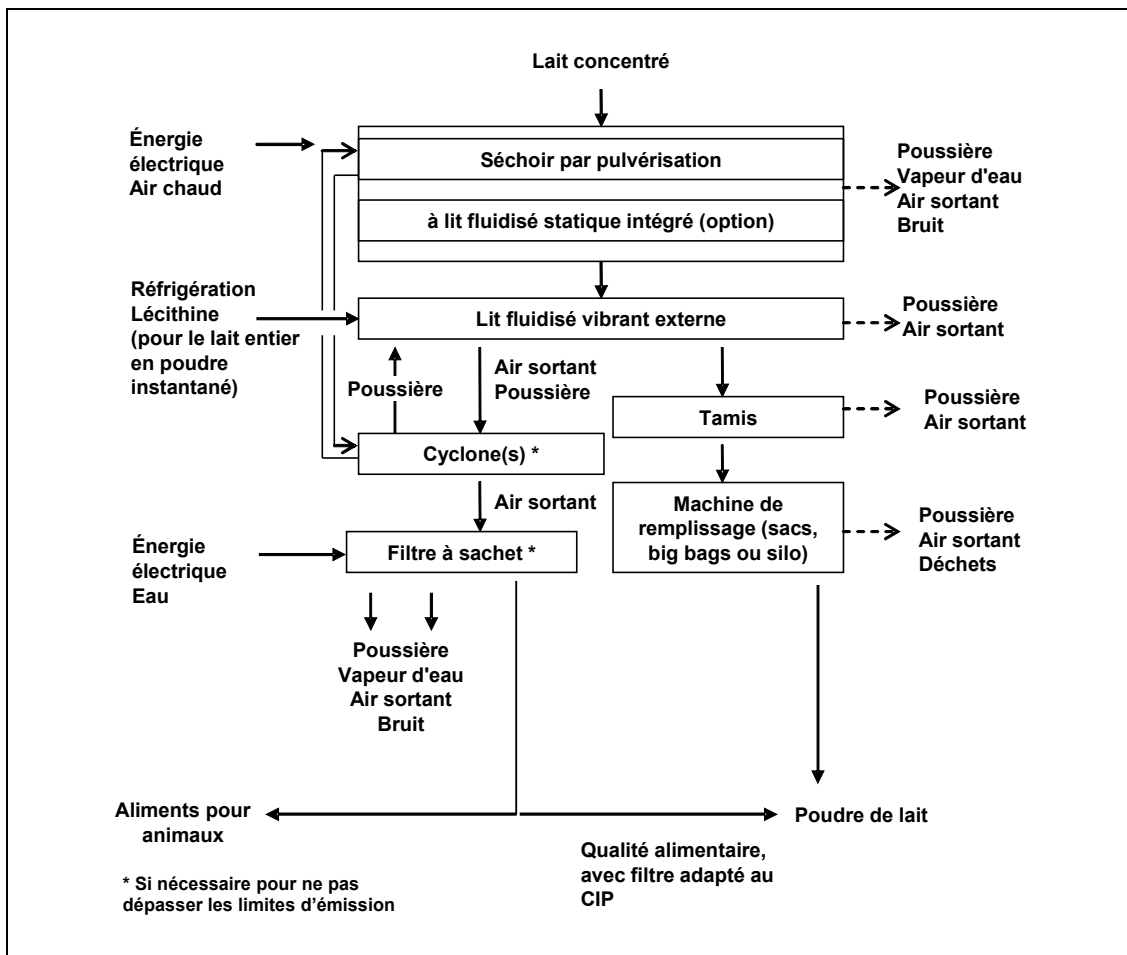 Lait concentré
Énergie
électrique
Air chaud
Séchoir par pulvérisation
à lit fluidisé statique intégré (option)
Poussière
Vapeur d'eau
Air sortant
Bruit
Réfrigération
Lécithine
(pour le lait entier
en poudre
instantané)
Lit fluidisé vibrant externe
Poussière
Air sortant
Poussière
Air sortant
Poussière
Tamis
Poussière
Air sortant
Cyclone(s) *
Air sortant
Machine de
remplissage (sacs,
big bags ou silo)
Poussière
Air sortant
Déchets
Énergie
électrique
Eau
Filtre à sachet *
Poussière
Vapeur d'eau
Air sortant
Bruit
Aliments pour
animaux
Poudre de lait
Qualité alimentaire,
avec filtre adapté au
CIP
* Si nécessaire pour ne pas
dépasser les limites d’émission